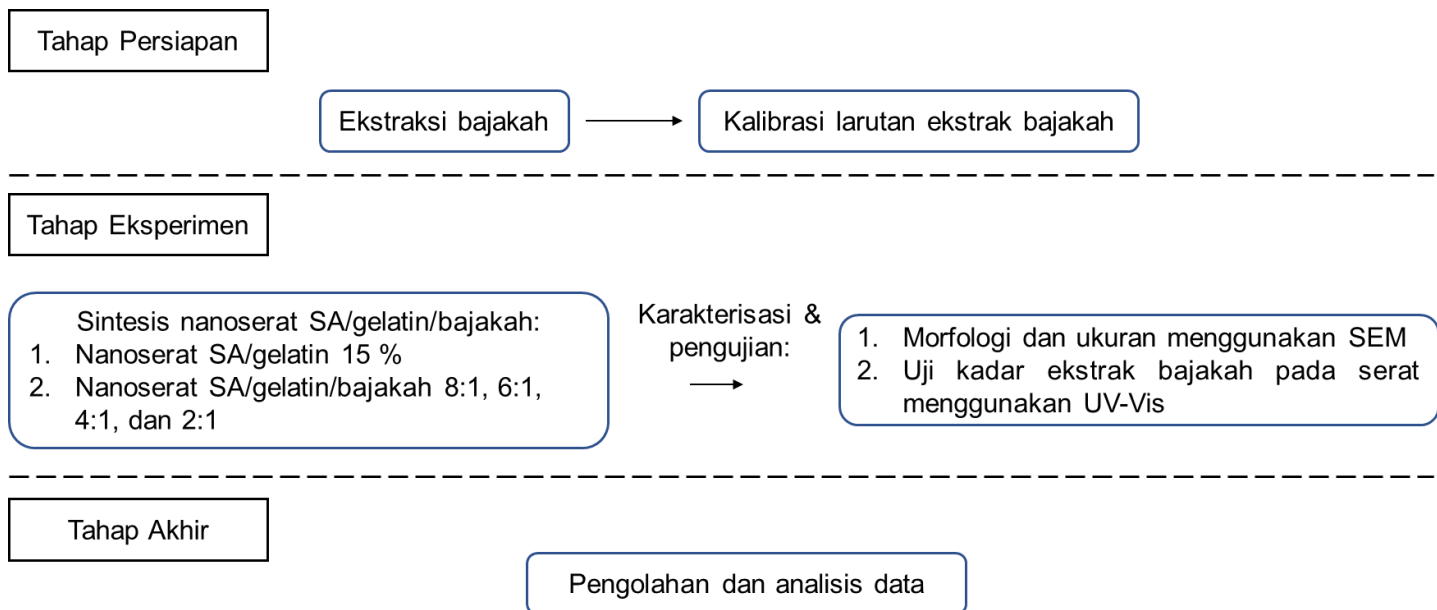 Tahap Persiapan
Ekstraksi bajakah
Kalibrasi larutan ekstrak bajakah
Tahap Eksperimen
Sintesis nanoserat SA/gelatin/bajakah:
1. Nanoserat SA/gelatin 15 %
2. Nanoserat SA/gelatin/bajakah 8:1, 6:1,
4:1, dan 2:1
Karakterisasi &
pengujian:
1. Morfologi dan ukuran menggunakan SEM
2. Uji kadar ekstrak bajakah pada serat
menggunakan UV-Vis
Tahap Akhir
Pengolahan dan analisis data